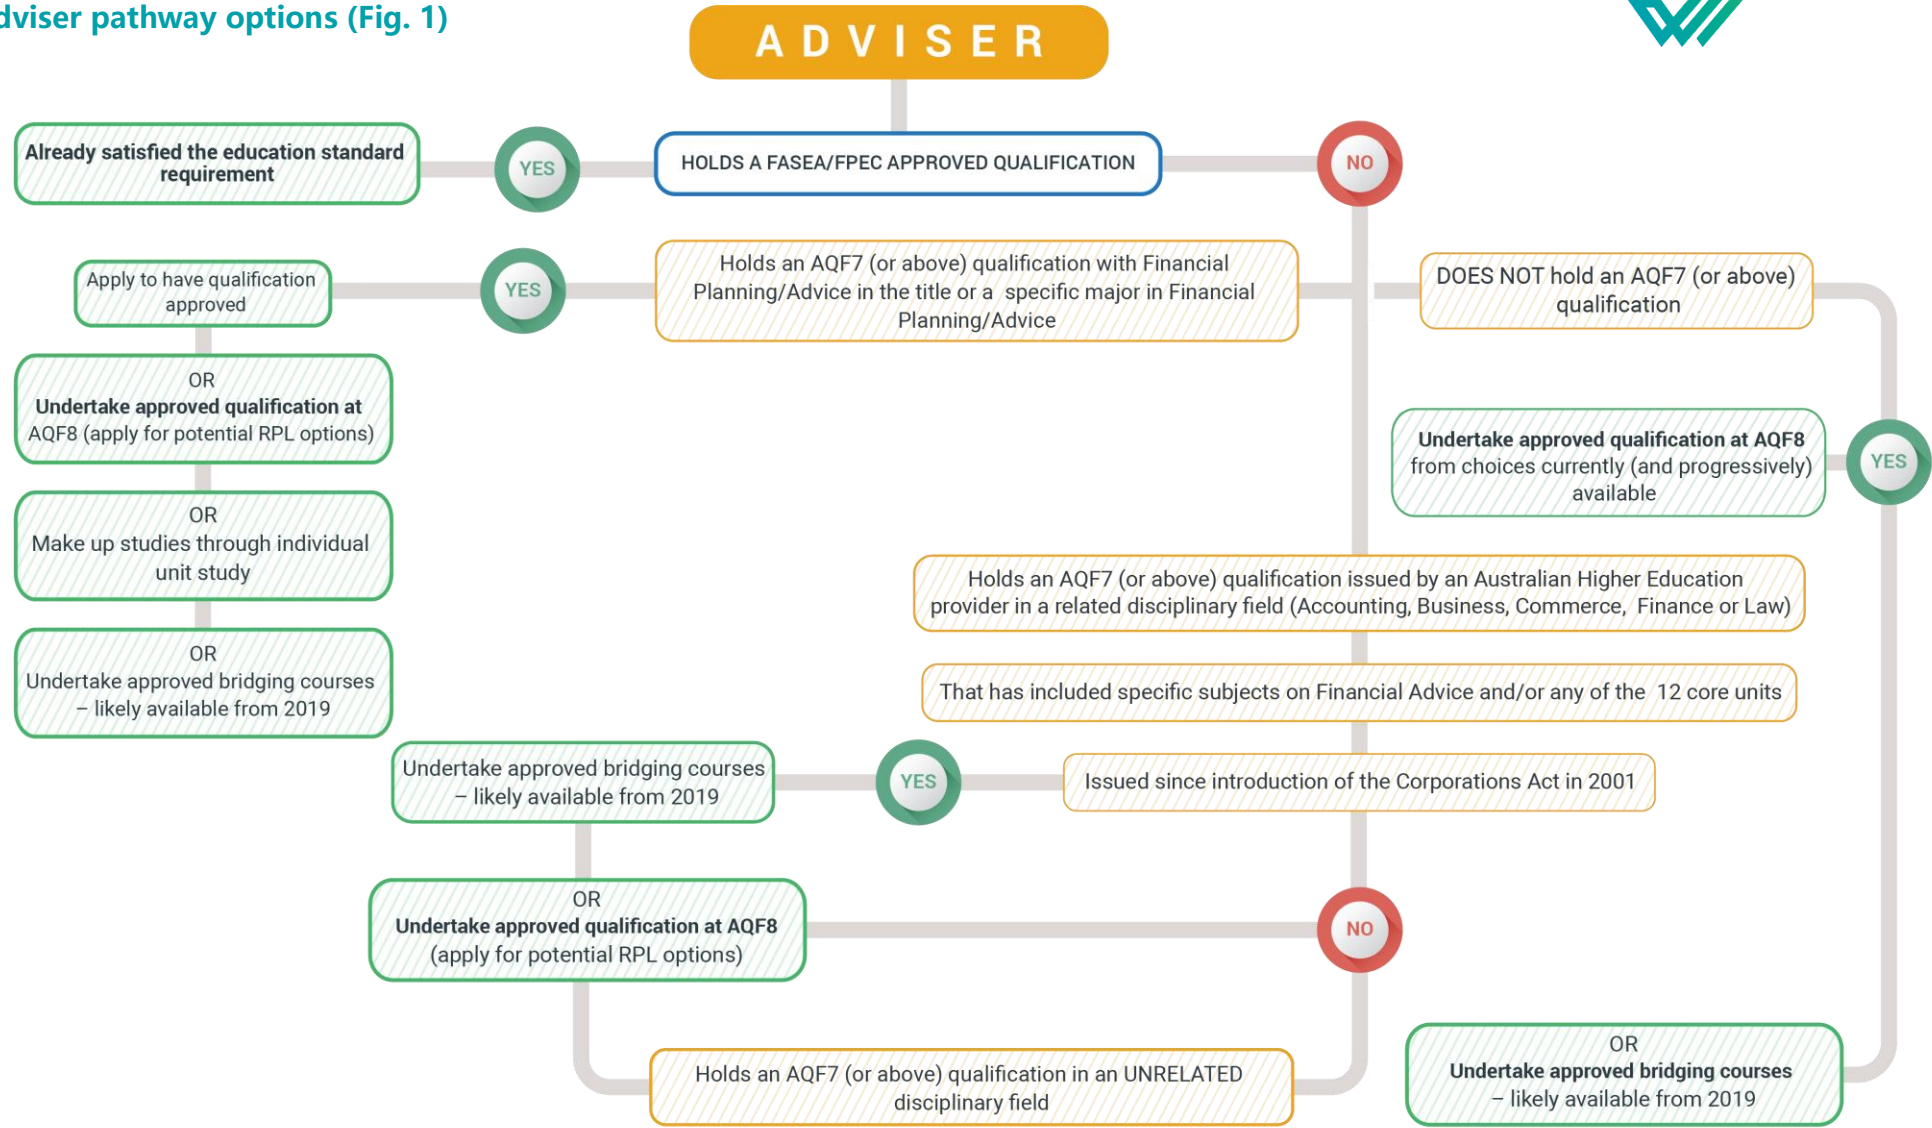 dviser pathway options (Fig. 1)
ADVISER
Already satisfied the education standard
requirement
YES
HOLDS A FASEA/FPEC APPROVED QUALIFICATION
NO
Apply to have qualification
approved
YES
Holds an AQF7 (or above) qualification with Financial
Planning/Advice in the title or a specific major in Financial
Planning/Advice
DOES NOT hold an AQF7 (or above)
qualification
OR
Undertake approved qualification at
AQF8 (apply for potential RPL options)
Undertake approved qualification at AQF8
from choices currently (and progressively)
available
YES
OR
Make up studies through individual
unit study
Holds an AQF7 (or above) qualification issued by an Australian Higher Education
provider in a related disciplinary field (Accounting, Business, Commerce, Finance or Law)
OR
Undertake approved bridging courses
– likely available from 2019
That has included specific subjects on Financial Advice and/or any of the 12 core units
Undertake approved bridging courses
– likely available from 2019
YES
Issued since introduction of the Corporations Act in 2001
OR
Undertake approved qualification at AQF8
(apply for potential RPL options)
NO
Holds an AQF7 (or above) qualification in an UNRELATED
disciplinary field
OR
Undertake approved bridging courses
– likely available from 2019